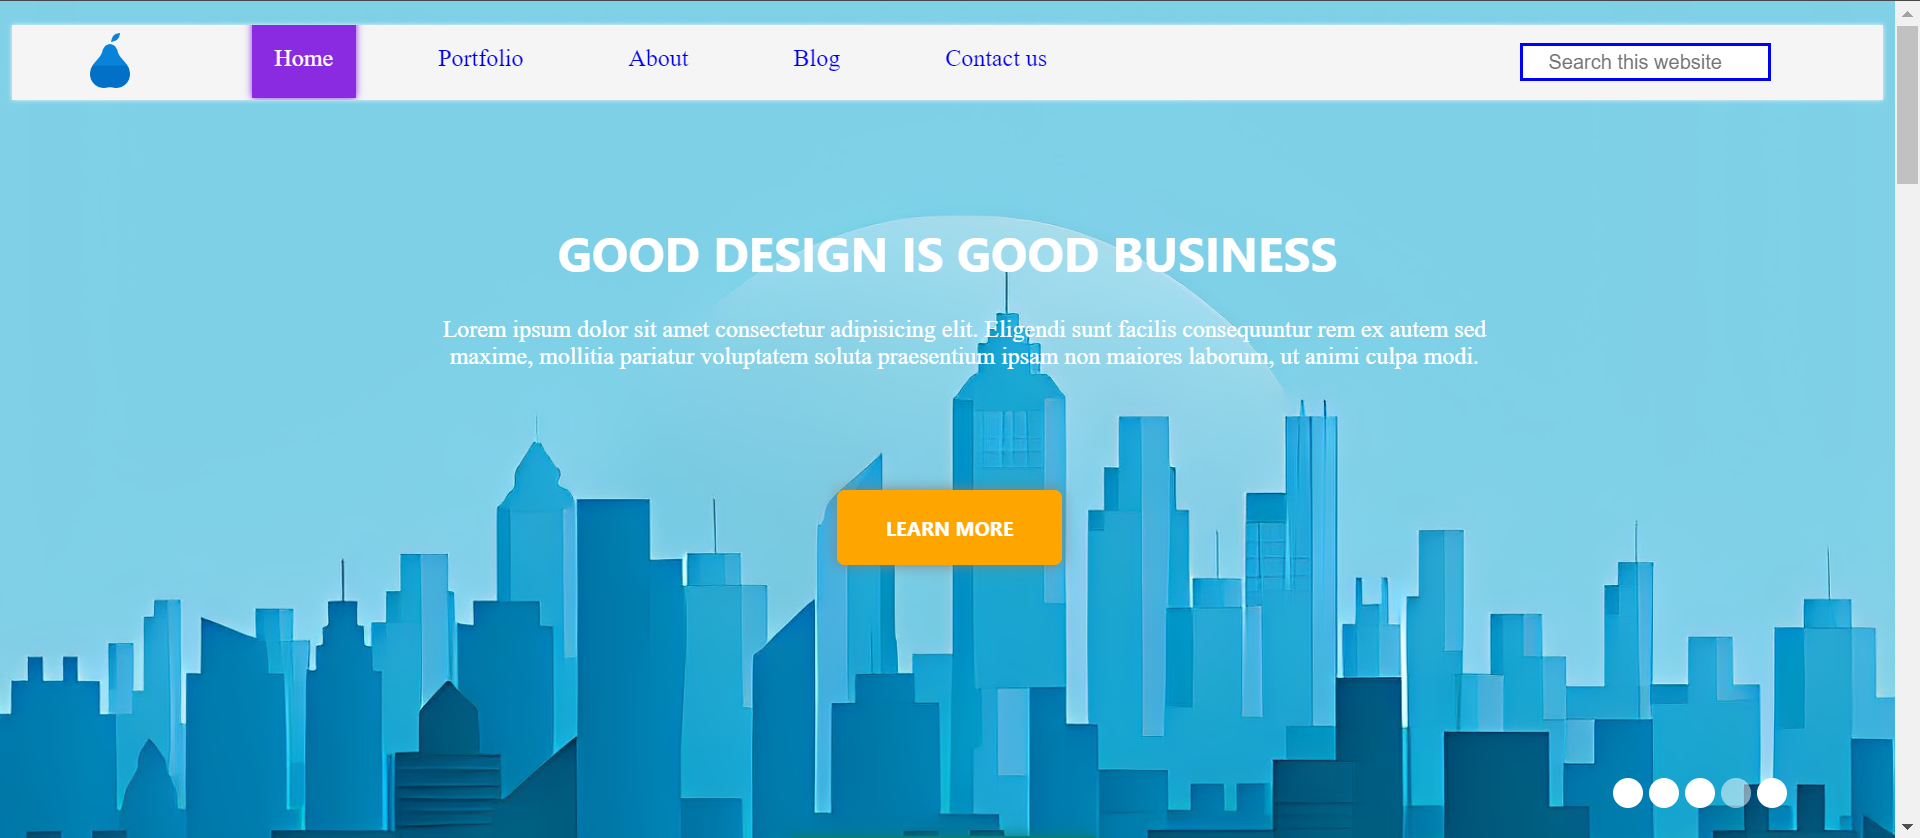 Home
Portfolio
About
Blog
Contact us
Search this website
GOOD DESIGN IS GOOD BUSINESS
Lorem ipsum dolor sit amet consectetur adipisicing elit. Eligendi sunt facilis consequuntur rem ex autem sed
maxime, mollitia pariatur voluptatem soluta praesentium ipsam non maiores laborum, ut animi culpa modi.
LEARN MORE